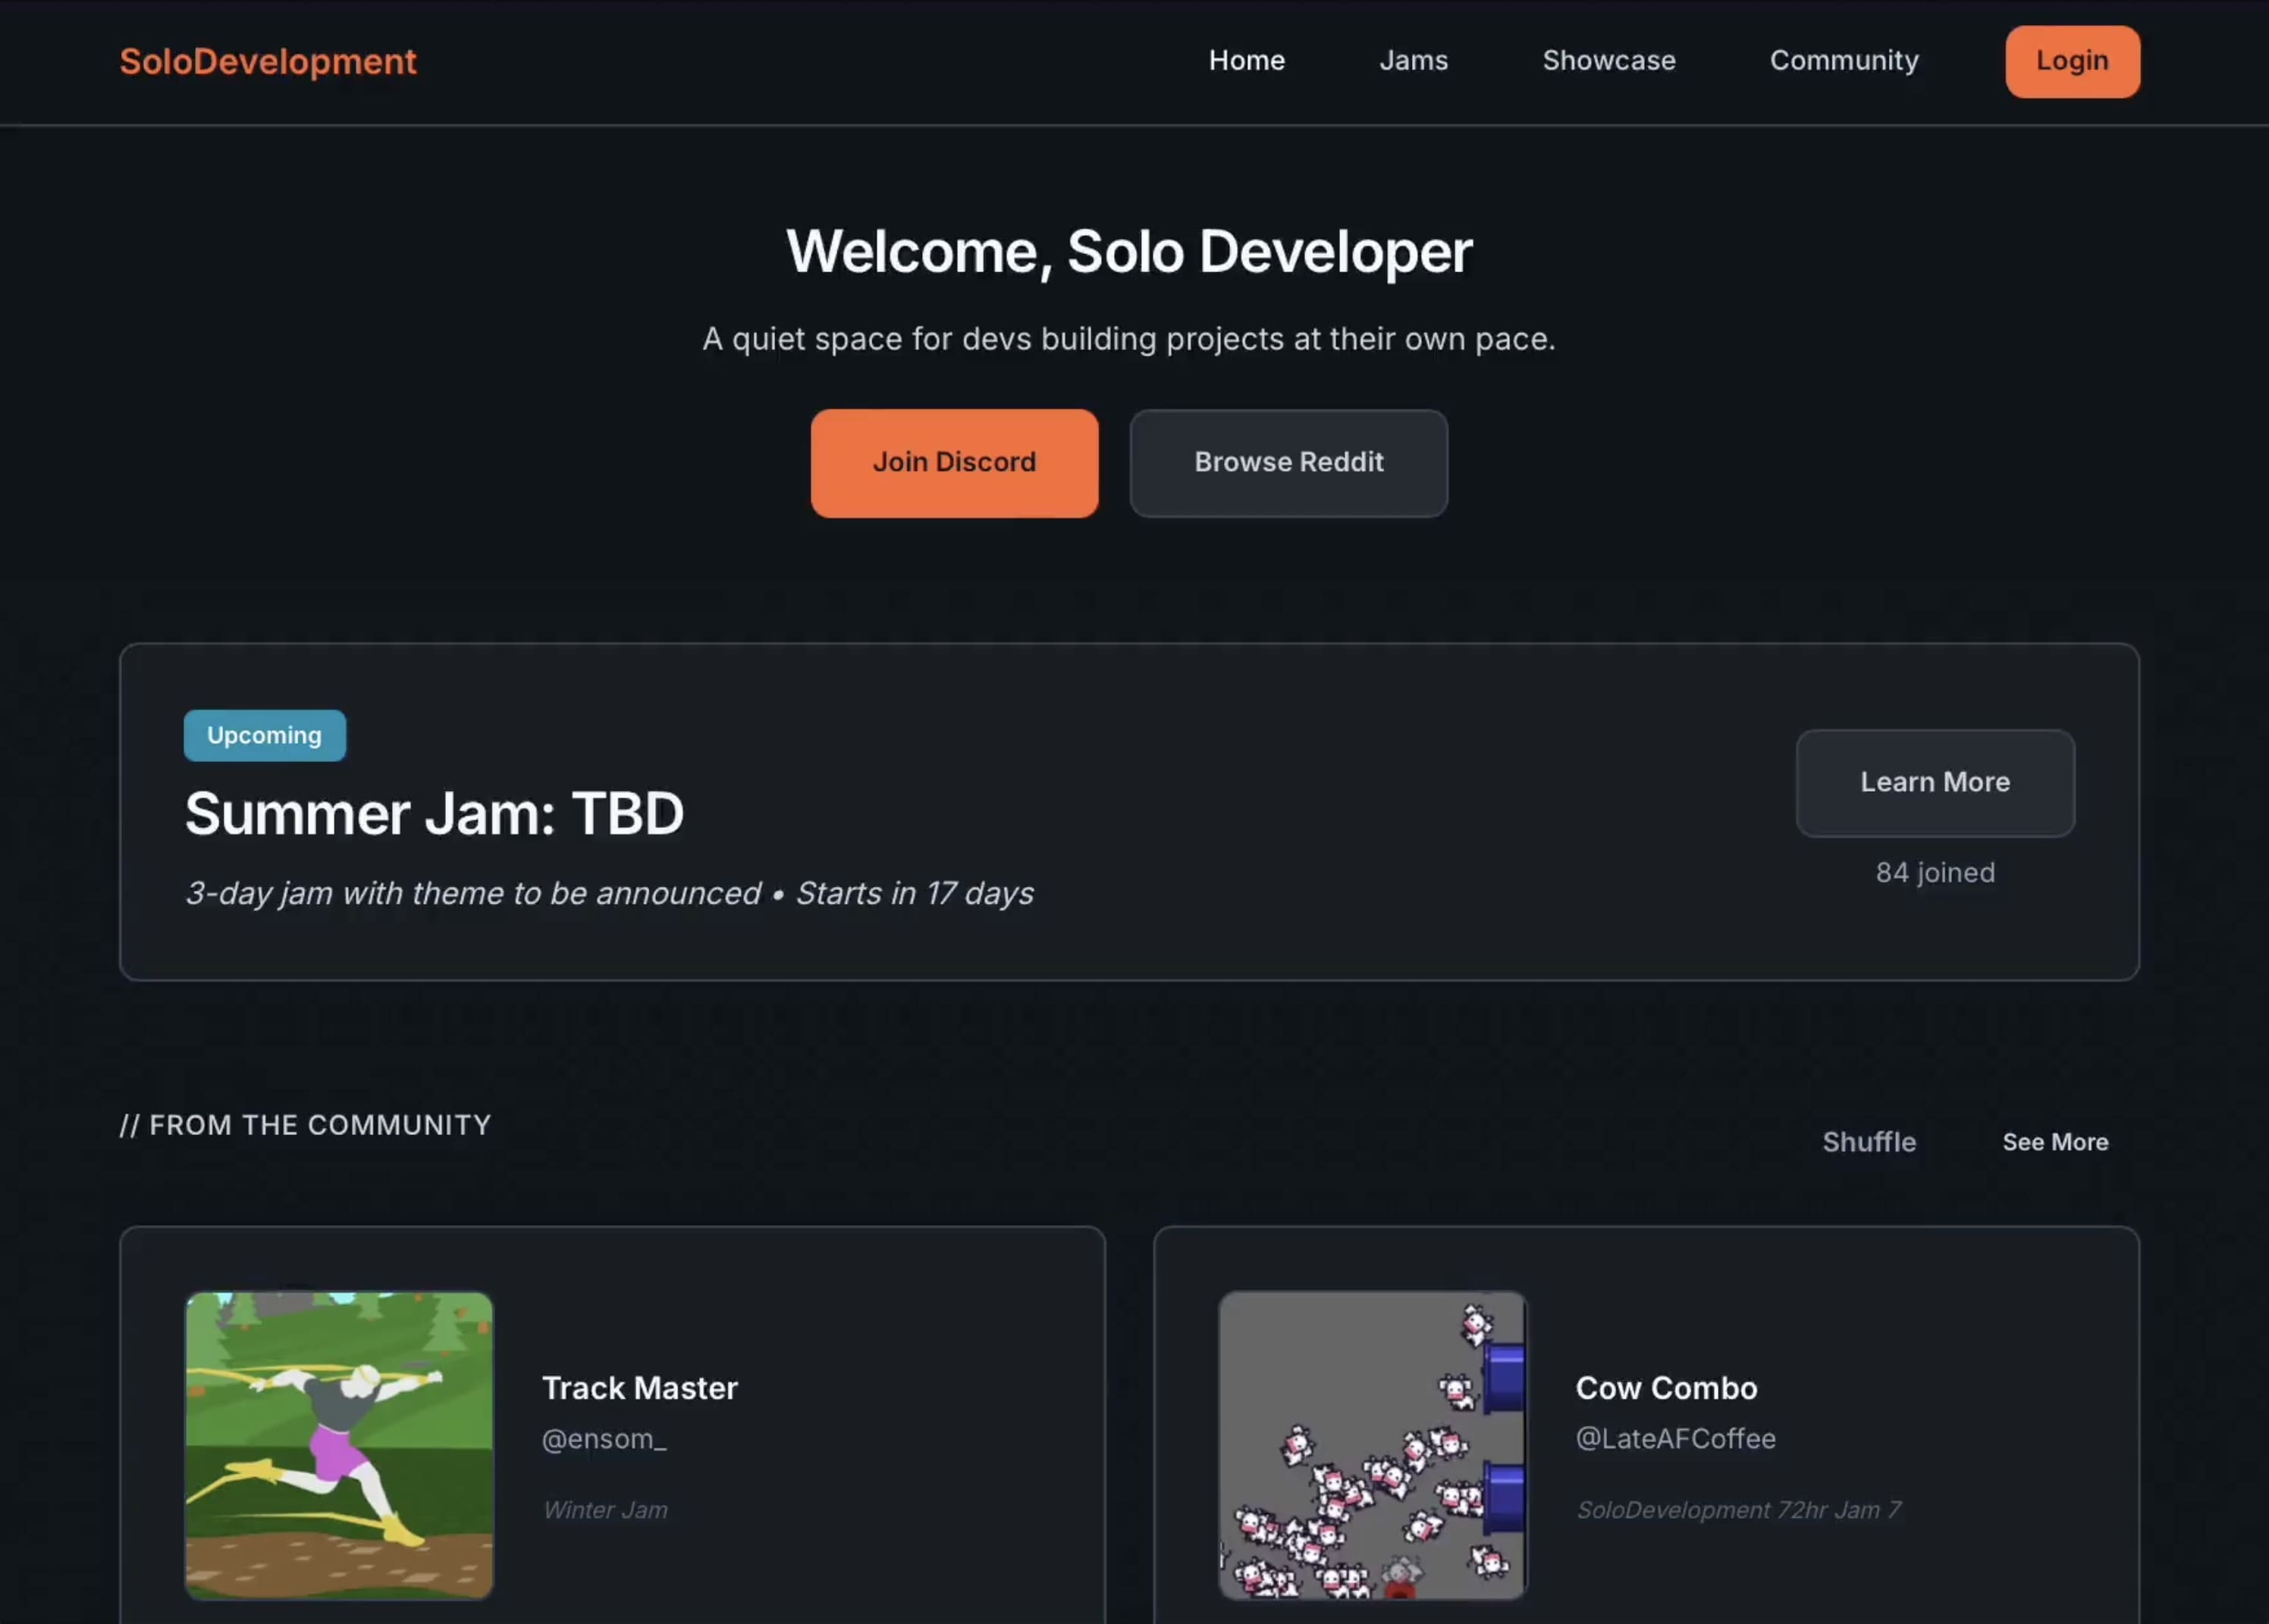 SoloDevelopment
Home Jams Showcase Community Login
Welcome, Solo Developer
A quiet space for devs building projects at their own pace.
Join Discord Browse Reddit
Upcoming
Summer Jam: TBD
3-day jam with theme to be announced • Starts in 17 days
Learn More
84 joined
// FROM THE COMMUNITY
Shuffle See More
Track Master
@ensom_
Winter Jam
Cow Combo
@LateAFCoffee
SoloDevelopment 72hr Jam 7